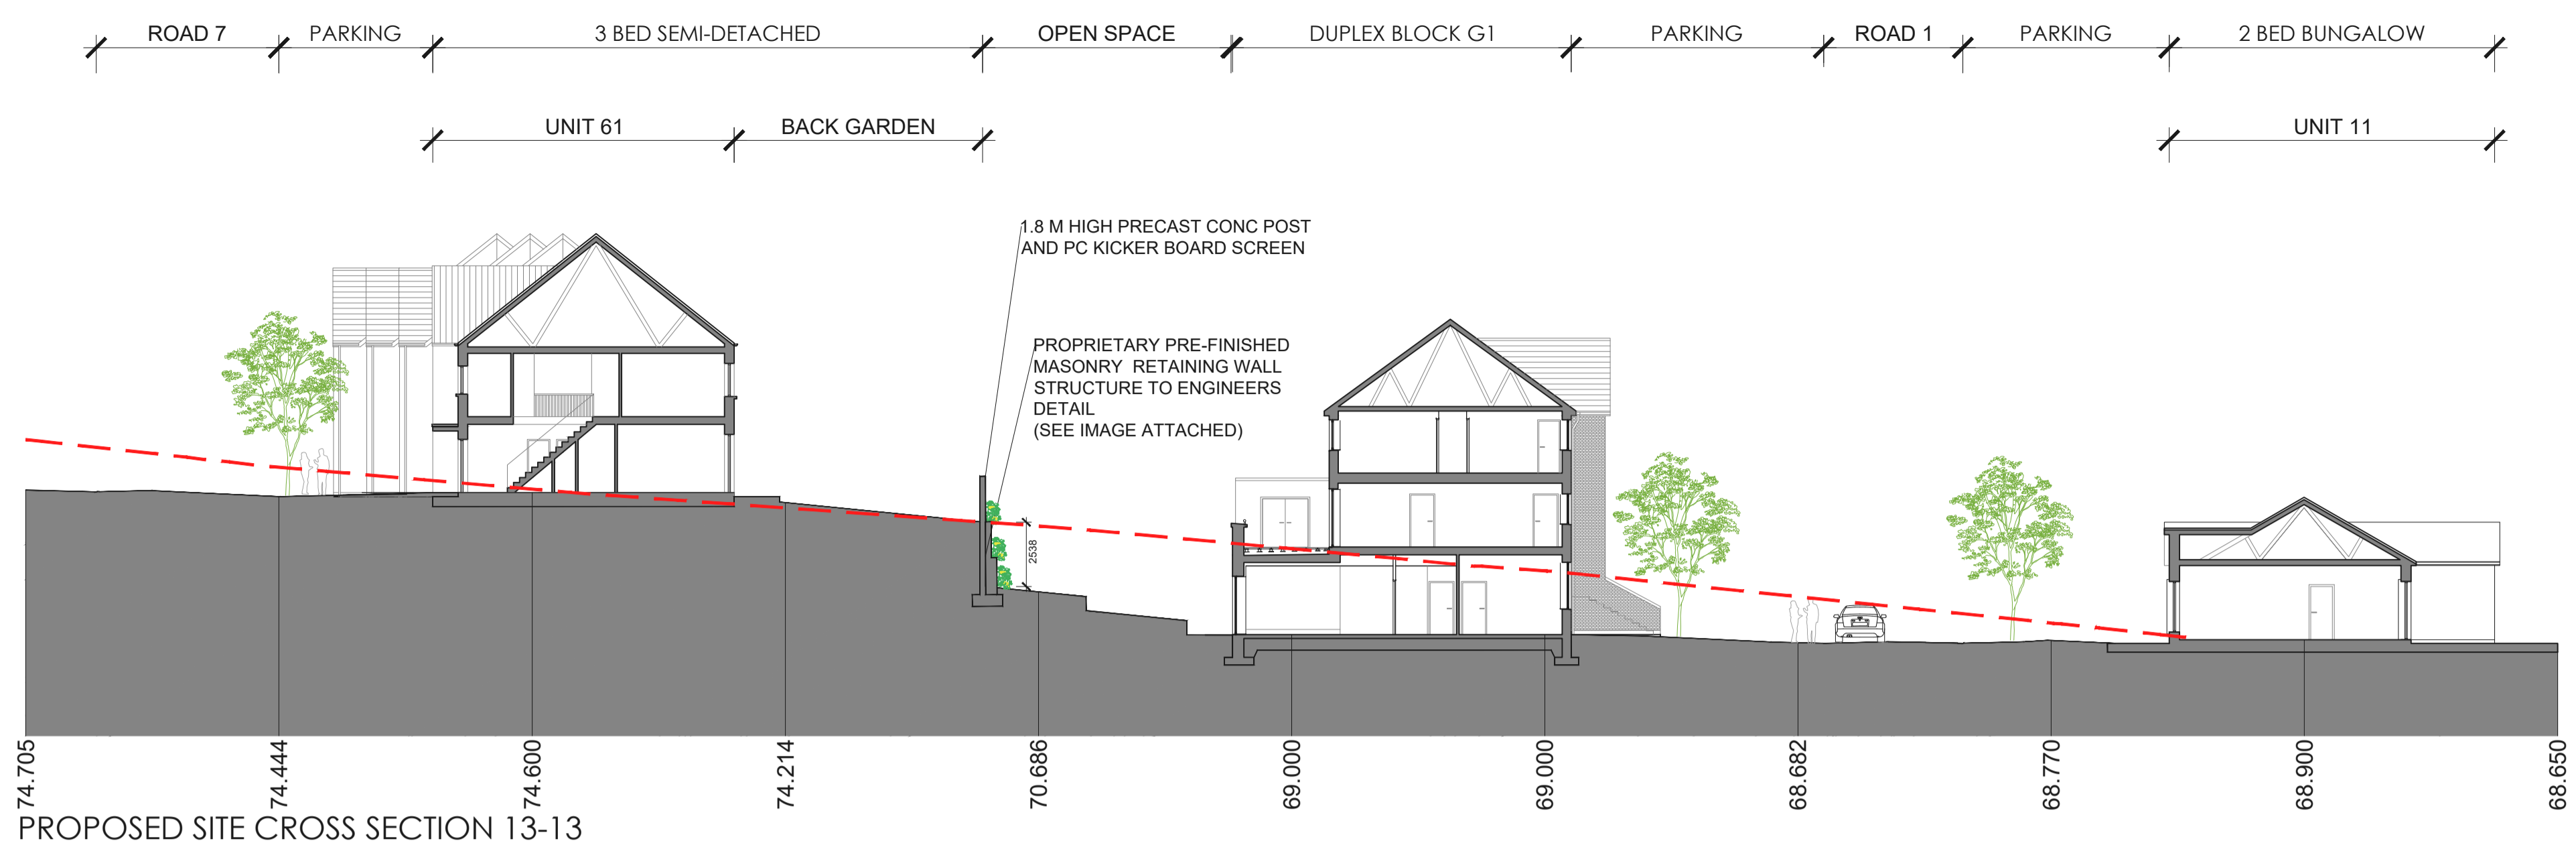 ROAD 7
PARKING
3 BED SEMI-DETACHED
OPEN SPACE
DUPLEX BLOCK G1
PARKING
ROAD 1
PARKING
2 BED BUNGALOW
UNIT 61
BACK GARDEN
UNIT 11
1.8 M HIGH PRECAST CONC POST
AND PC KICKER BOARD SCREEN
PROPRIETARY PRE-FINISHED
MASONRY RETAINING WALL
STRUCTURE TO ENGINEERS
DETAIL
(SEE IMAGE ATTACHED)
2538
74.705
74.444
74.600
74.214
70.686
69.000
69.000
68.682
68.770
68.900
68.650
PROPOSED SITE CROSS SECTION 13-13